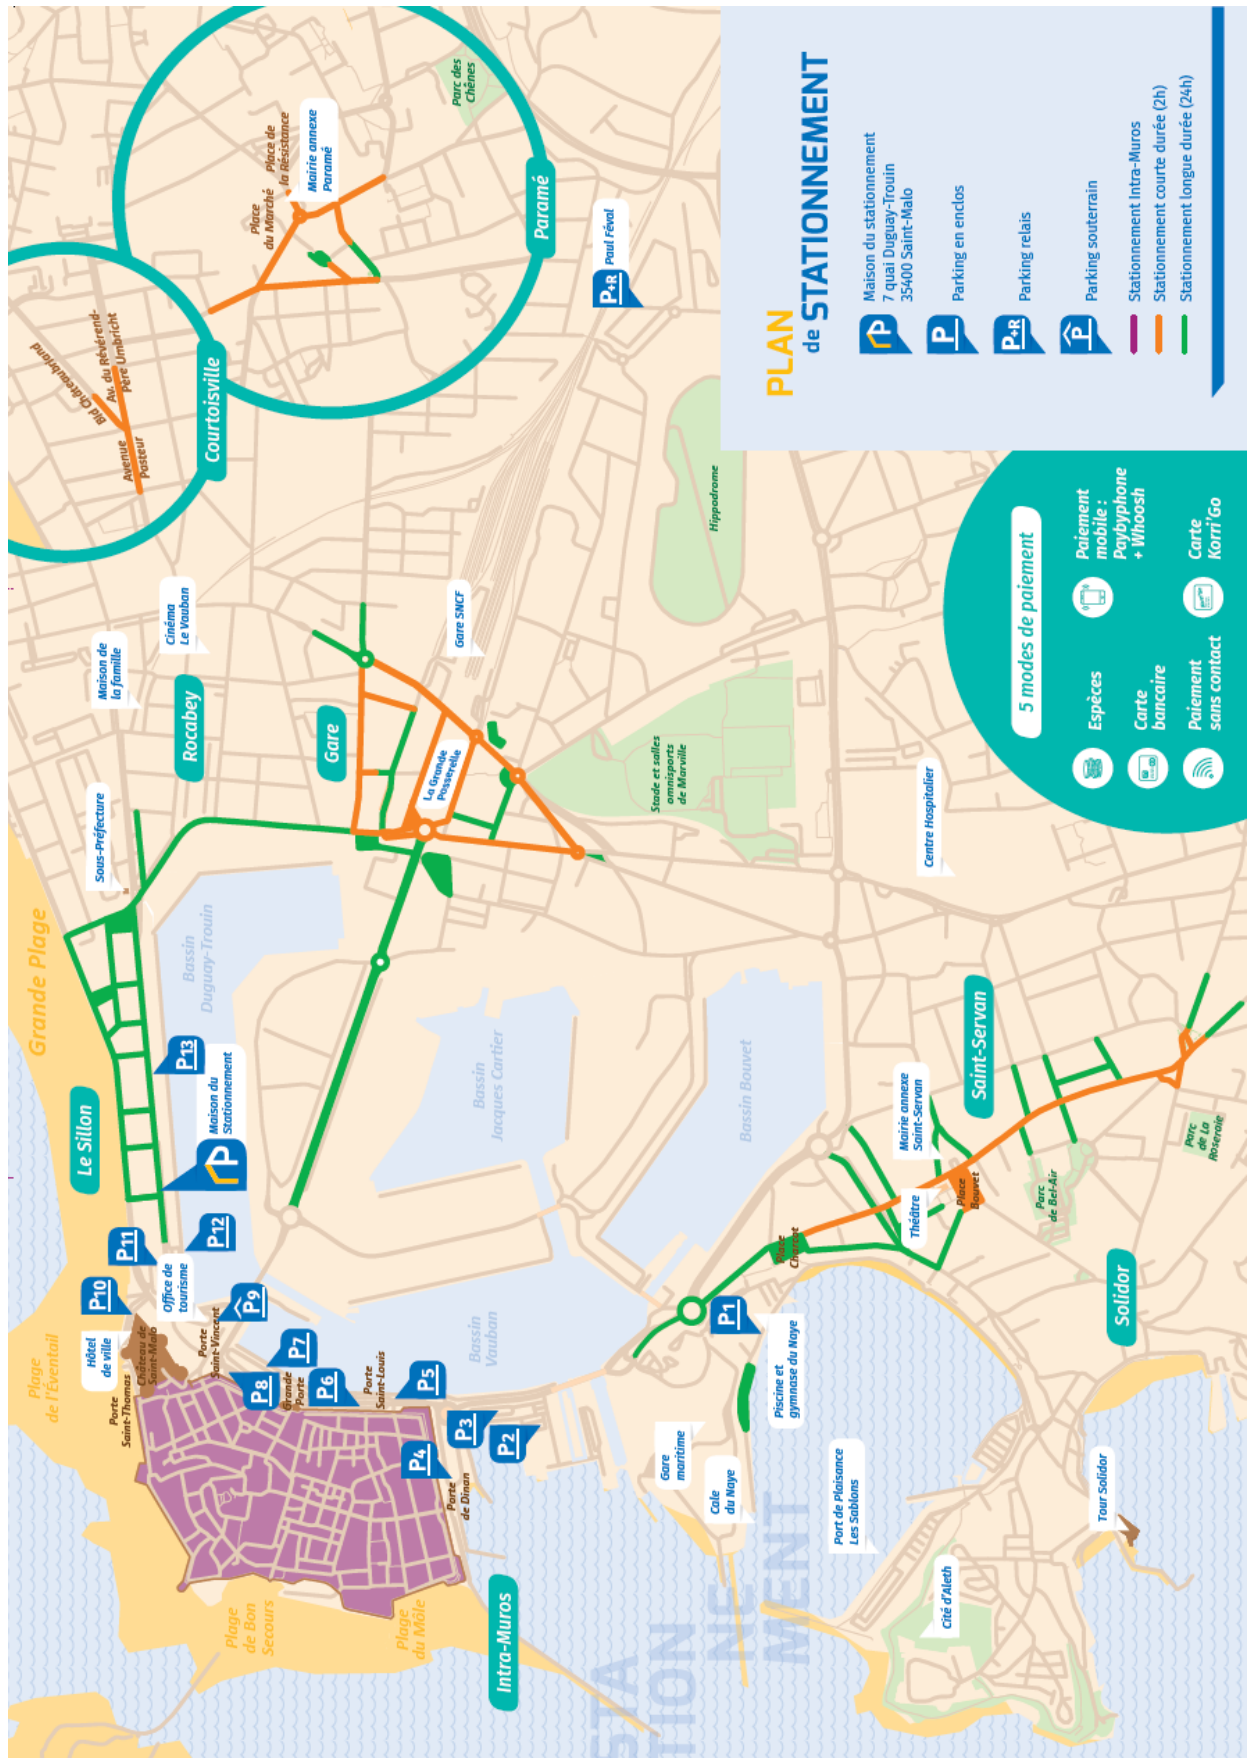 PLAN
de STATIONNEMENT
Maison du stationnement
7 quai Duguay-Trouin
35400 Saint-Malo
P
Parking en enclos
P+R
Parking relais
P
Parking souterrain
Stationnement Intra-Muros
Stationnement courte durée (2h)
Stationnement longue durée (24h)
5 modes de paiement
Espèces
Carte
bancaire
Paiement
sans contact
Paiement
mobile :
Paybyphone
+ Whoosh
Carte
Korri'Go
Plage
de l'Éventail
Grande Plage
Hôtel
de ville
P10
P11
P12
P13
Le Sillon
Sous-Préfecture
Maison de
la famille
Cinéma
Le Vauban
Rocabey
Bld Châteaubriand
Av. du Révérend-
Père Umbricht
Avenue
Pasteur
Courtoisville
Place
du Marché
Place de
la Résistance
Mairie annexe
Paramé
Parc des
Chênes
Paramé
P+R
Paul Féval
Porte
Saint-Thomas
Château de
Saint-Malo
Office de
tourisme
Porte
Saint-Vincent
P
Maison du
Stationnement
Bassin
Duguay-Trouin
P9
P8
P7
Grande
Porte
P6
Porte
Saint-Louis
P5
P4
P3
P2
Porte
de Dinan
Plage
de Bon
Secours
Plage
du Môle
Intra-Muros
Gare
La Grande
Passerelle
Gare SNCF
Bassin
Vauban
Bassin
Jacques Cartier
Bassin Bouvet
Stade et salles
omnisports
de Marville
Hippodrome
Centre Hospitalier
STA
TION
NE
MENT
Gare
maritime
Cale
du Naye
P1
Piscine et
gymnase du Naye
Port de Plaisance
Les Sablons
Place
Charcot
Théâtre
Mairie annexe
Saint-Servan
Place
Bouvet
Saint-Servan
Parc
de Bel-Air
Parc
de La
Roseraie
Solidor
Tour Solidor
Cité d'Aleth